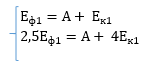 Eф1 = A + Eк1
2,5Eф1 = A + 4Eк1